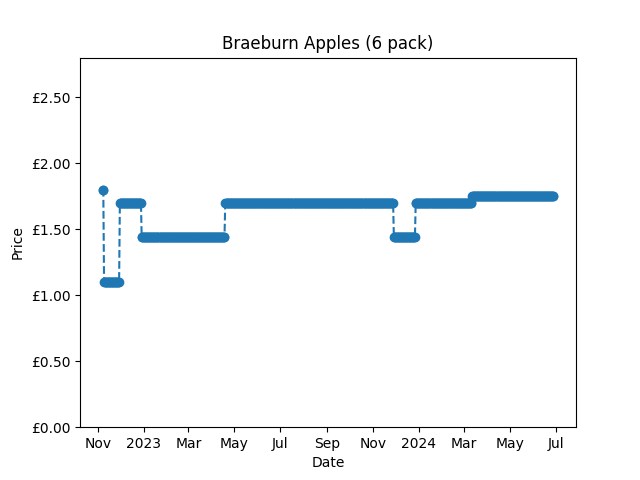 Braeburn Apples (6 pack)
£2.50
£2.00
£1.50
£1.00
£0.50
£0.00
Price
Nov 2023 Mar May Jul Sep Nov 2024 Mar May Jul
Date